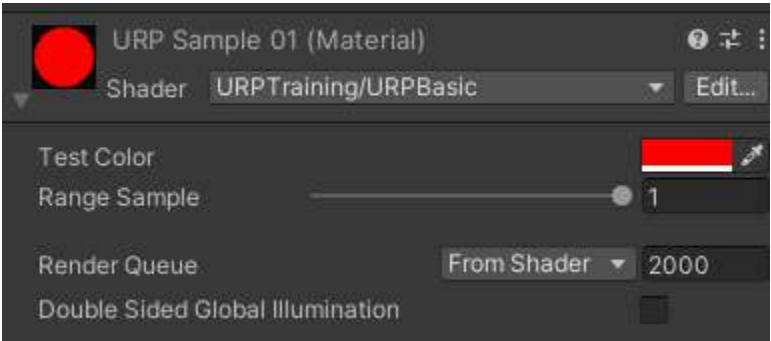 URP Sample 01 (Material)
Shader URPTraining/URPBasic Edit...
Test Color
Range Sample 1
Render Queue From Shader 2000
Double Sided Global Illumination